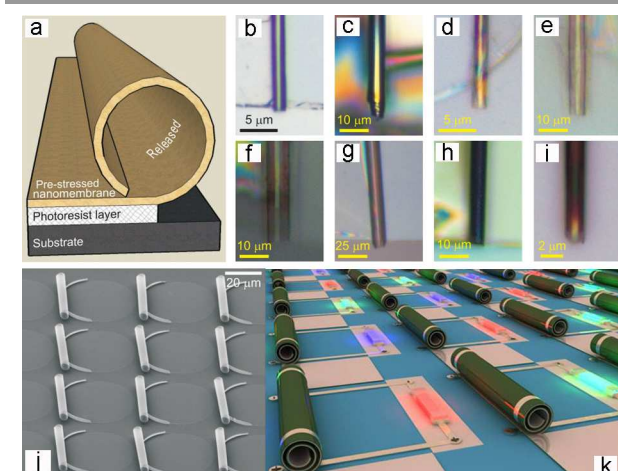 a
Released
Pre-stressed
nanomembrane
Photoresist layer
Substrate
b
5 μm
c
10 μm
d
5 μm
e
10 μm
f
10 μm
g
25 μm
h
10 μm
i
2 μm
20 μm
j
k